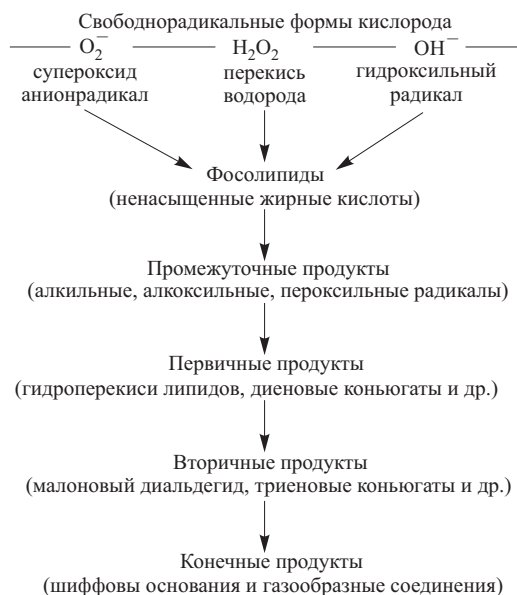 Свободнорадикальные формы кислорода
O₂⁻ H₂O₂ OH⁻
супероксид перекись гидроксильный
анионрадикал водорода радикал
Фосолипиды
(ненасыщенные жирные кислоты)
Промежуточные продукты
(алкильные, алкоксильные, пероксильные радикалы)
Первичные продукты
(гидроперекиси липидов, диеновые коньюгаты и др.)
Вторичные продукты
(малоновый диальдегид, триеновые коньюгаты и др.)
Конечные продукты
(шиффовы основания и газообразные соединения)